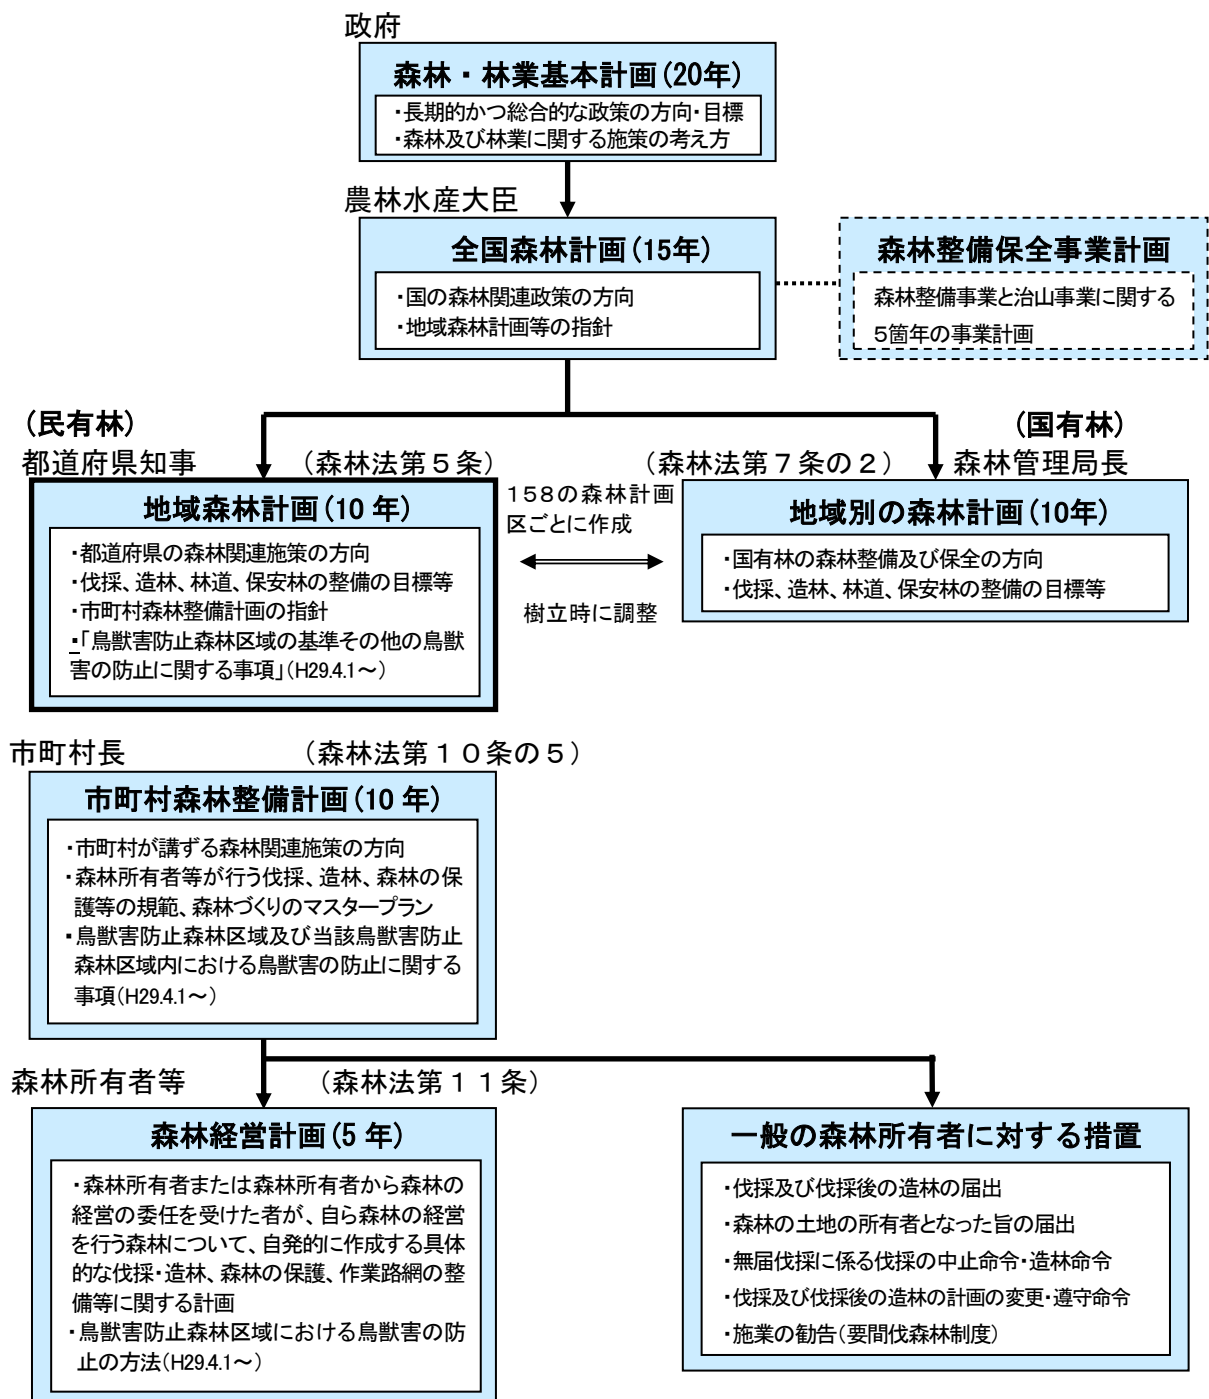 政府
森林・林業基本計画(20年)
・長期的かつ総合的な政策の方向・目標
・森林及び林業に関する施策の考え方
農林水産大臣
全国森林計画(15年)
・国の森林関連政策の方向
・地域森林計画等の指針
森林整備保全事業計画
森林整備事業と治山事業に関する
5箇年の事業計画
(民有林)
都道府県知事
(森林法第5条)
地域森林計画(10年)
・都道府県の森林関連施策の方向
・伐採、造林、林道、保安林の整備の目標等
・市町村森林整備計画の指針
・「鳥獣害防止森林区域の基準その他の鳥獣
害の防止に関する事項」(H29.4.1～)
158の森林計画
区ごとに作成
樹立時に調整
(国有林)
(森林法第7条の2)
森林管理局長
地域別の森林計画(10年)
・国有林の森林整備及び保全の方向
・伐採、造林、林道、保安林の整備の目標等
市町村長
(森林法第10条の5)
市町村森林整備計画(10年)
・市町村が講ずる森林関連施策の方向
・森林所有者等が行う伐採、造林、森林の保
護等の規範、森林づくりのマスタープラン
・鳥獣害防止森林区域及び当該鳥獣害防止
森林区域内における鳥獣害の防止に関する
事項(H29.4.1～)
森林所有者等
(森林法第11条)
森林経営計画(5年)
・森林所有者または森林所有者から森林の
経営の委任を受けた者が、自ら森林の経営
を行う森林について、自発的に作成する具体
的な伐採・造林、森林の保護、作業路網の整
備等に関する計画
・鳥獣害防止森林区域における鳥獣害の防
止の方法(H29.4.1～)
一般の森林所有者に対する措置
・伐採及び伐採後の造林の届出
・森林の土地の所有者となった旨の届出
・無届伐採に係る伐採の中止命令・造林命令
・伐採及び伐採後の造林の計画の変更・遵守命令
・施業の勧告(要間伐森林制度)